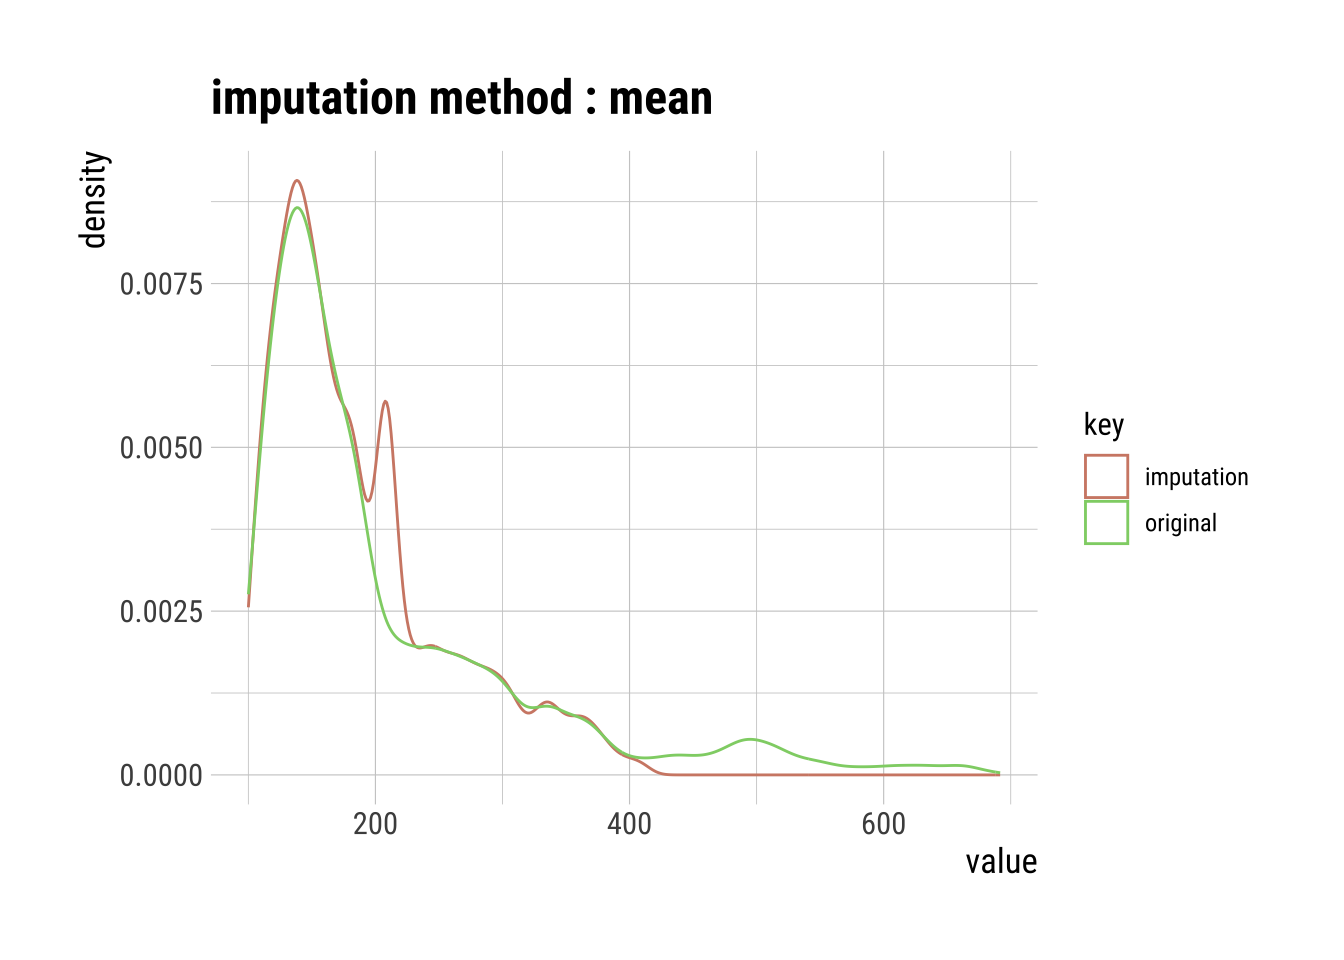 imputation method : mean
density
0.0075
0.0050
0.0025
0.0000
200
400
600
value
key
imputation
original